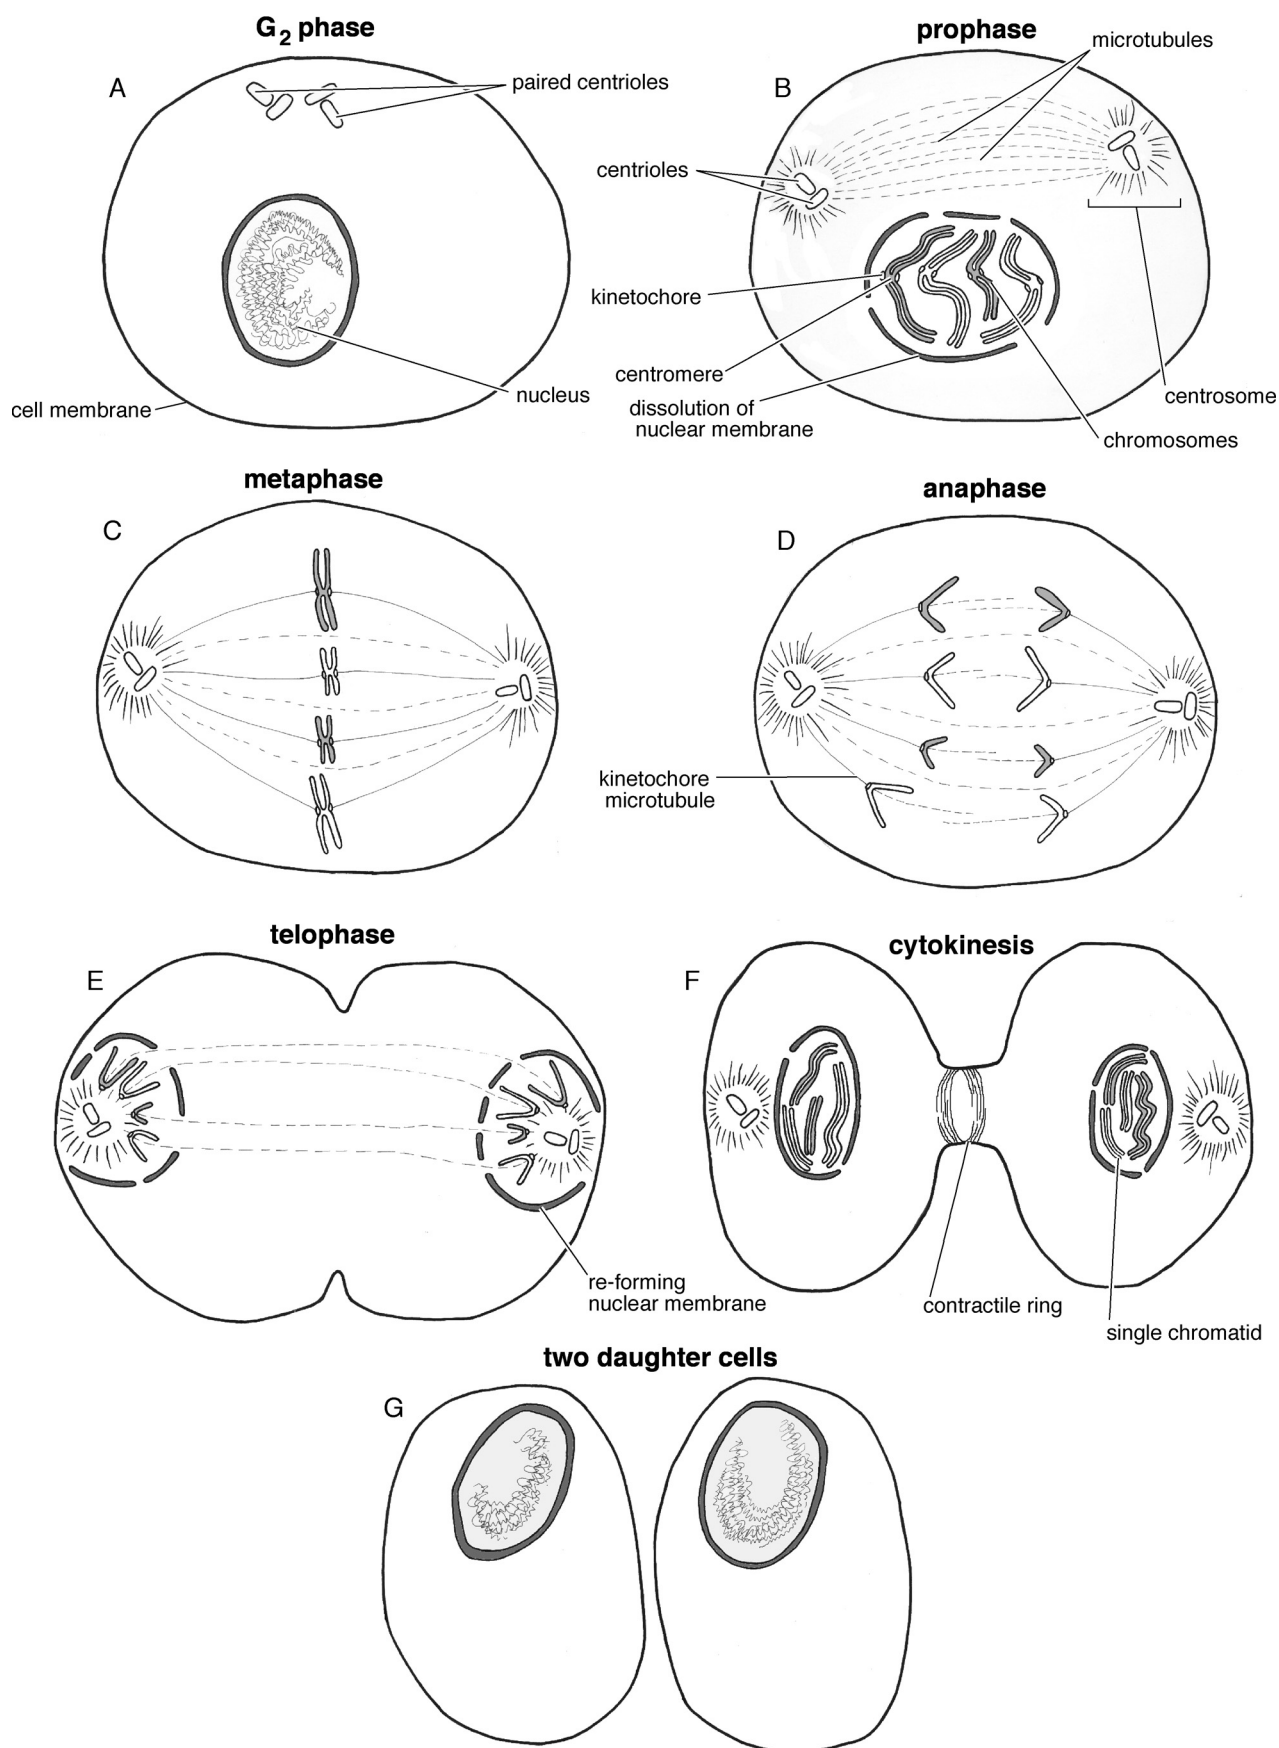 G2 phase
A
paired centrioles
nucleus
cell membrane
prophase
B
microtubules
centrioles
kinetochore
centromere
dissolution of
nuclear membrane
centrosome
chromosomes
metaphase
C
anaphase
D
kinetochore
microtubule
telophase
E
re-forming
nuclear membrane
cytokinesis
F
contractile ring
single chromatid
two daughter cells
G